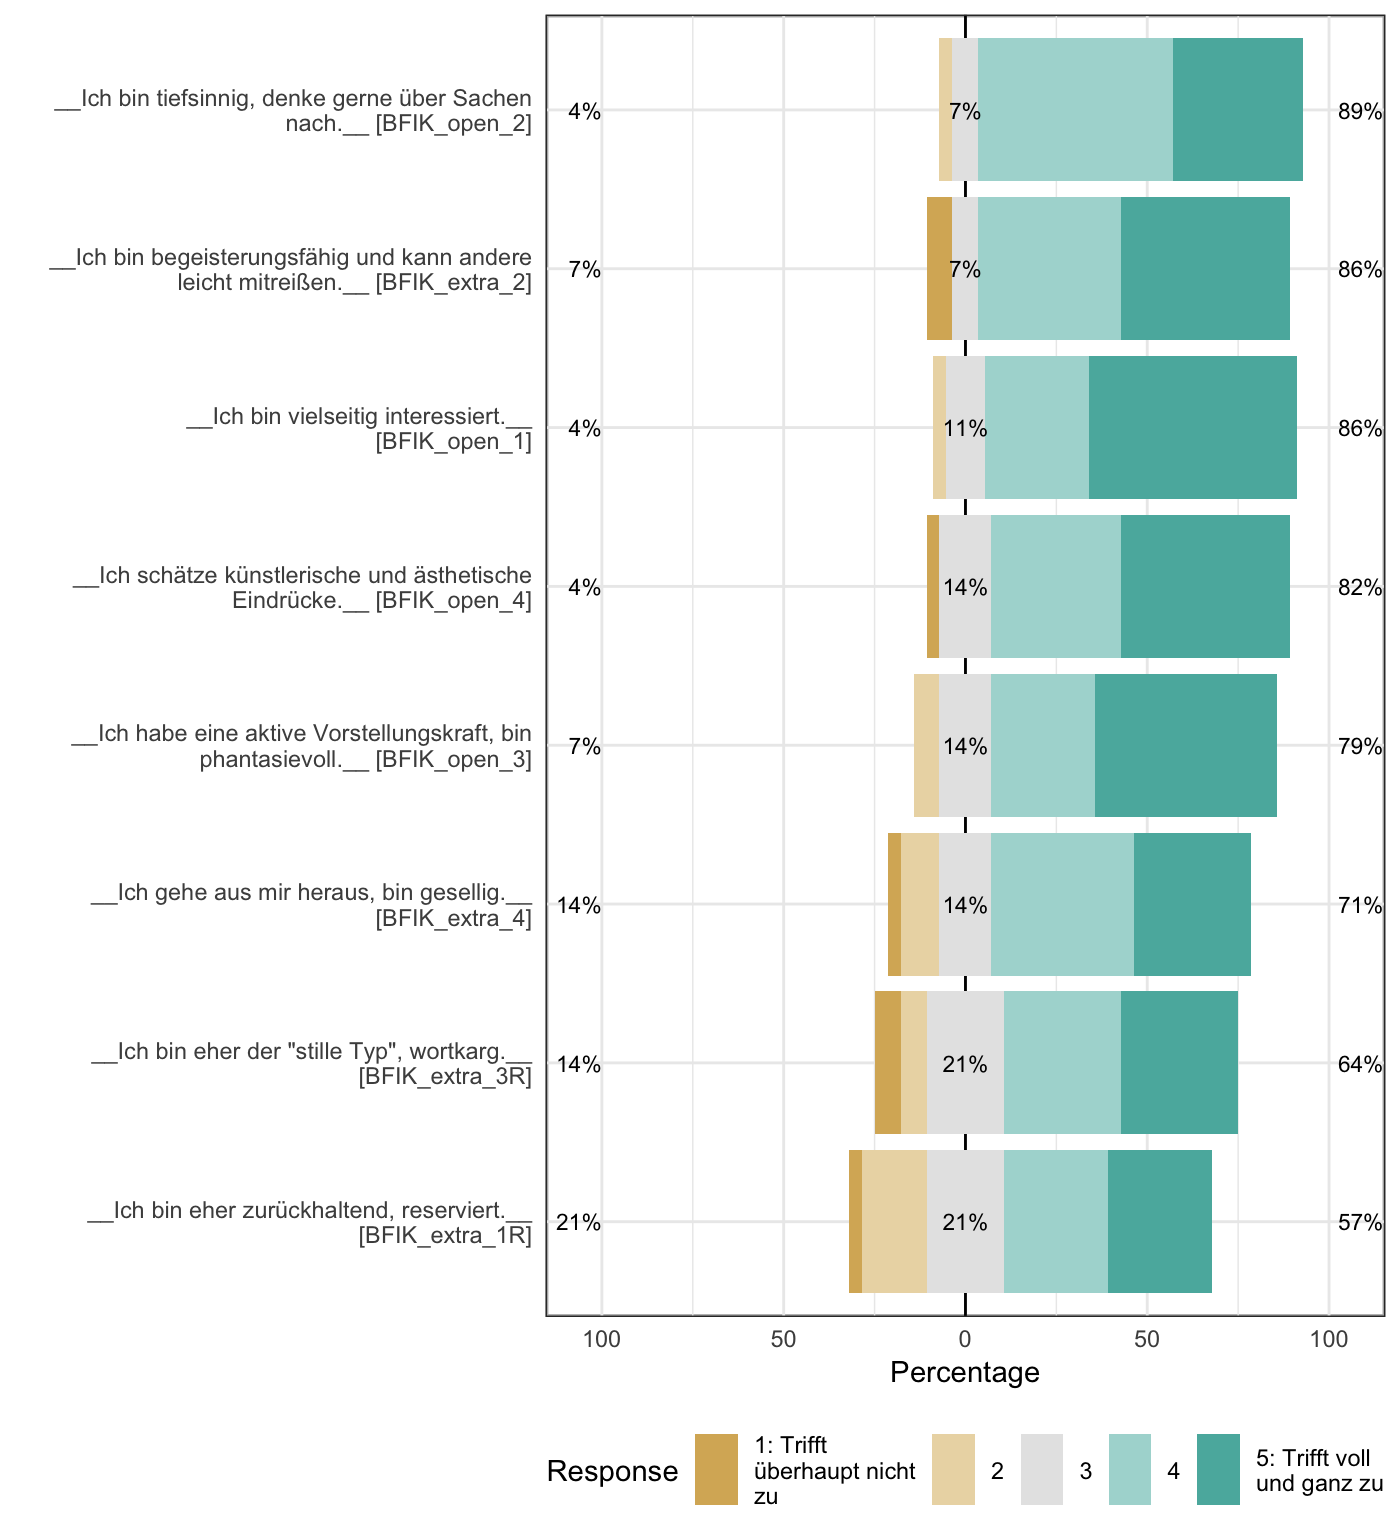 __Ich bin tiefsinnig, denke gerne über Sachen
nach.__ [BFIK_open_2]
4%
7%
89%
__Ich bin begeisterungsfähig und kann andere
leicht mitreißen.__ [BFIK_extra_2]
7%
7%
86%
__Ich bin vielseitig interessiert.__
[BFIK_open_1]
4%
11%
86%
__Ich schätze künstlerische und ästhetische
Eindrücke.__ [BFIK_open_4]
4%
14%
82%
__Ich habe eine aktive Vorstellungskraft, bin
phantasievoll.__ [BFIK_open_3]
7%
14%
79%
__Ich gehe aus mir heraus, bin gesellig.__
[BFIK_extra_4]
14%
14%
71%
__Ich bin eher der "stille Typ", wortkarg.__
[BFIK_extra_3R]
14%
21%
64%
__Ich bin eher zurückhaltend, reserviert.__
[BFIK_extra_1R]
21%
21%
57%
100
50
0
50
100
Percentage
Response
1: Trifft
überhaupt nicht
zu
2
3
4
5: Trifft voll
und ganz zu